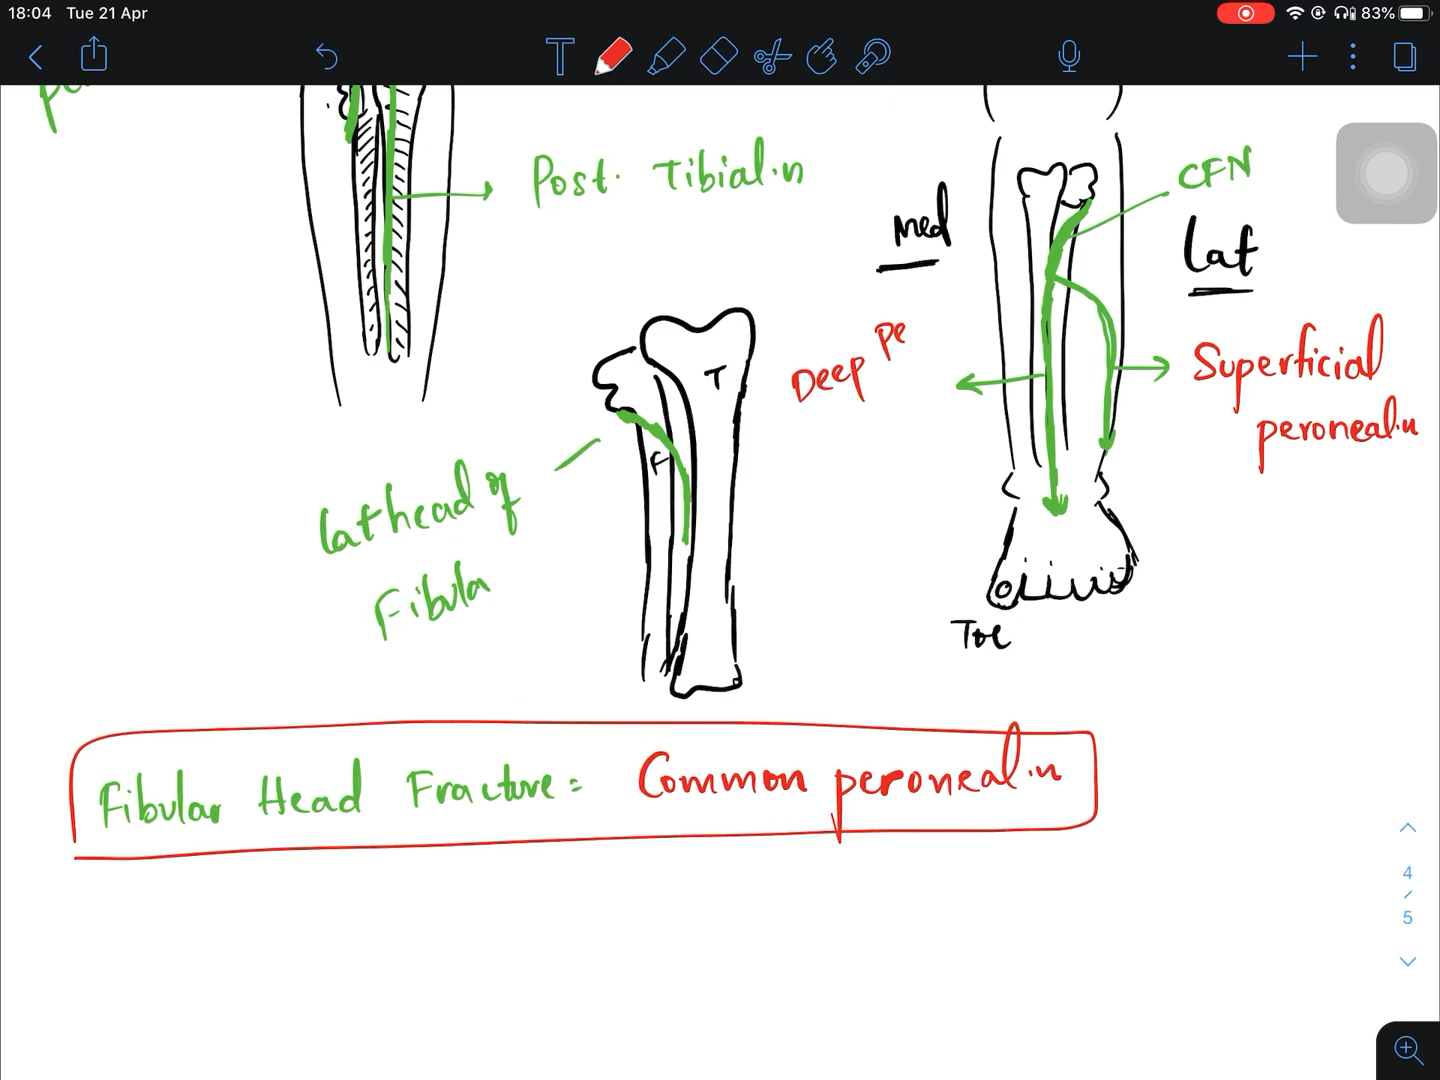 18:04 Tue 21 Apr
83%
T
Post. Tibial.n
CFN
Med
Lat
Deep Pe
Superficial
peroneal.n
T
F
lat head of
Fibula
Toe
Fibular Head Fracture = Common peroneal.n
4
/
5